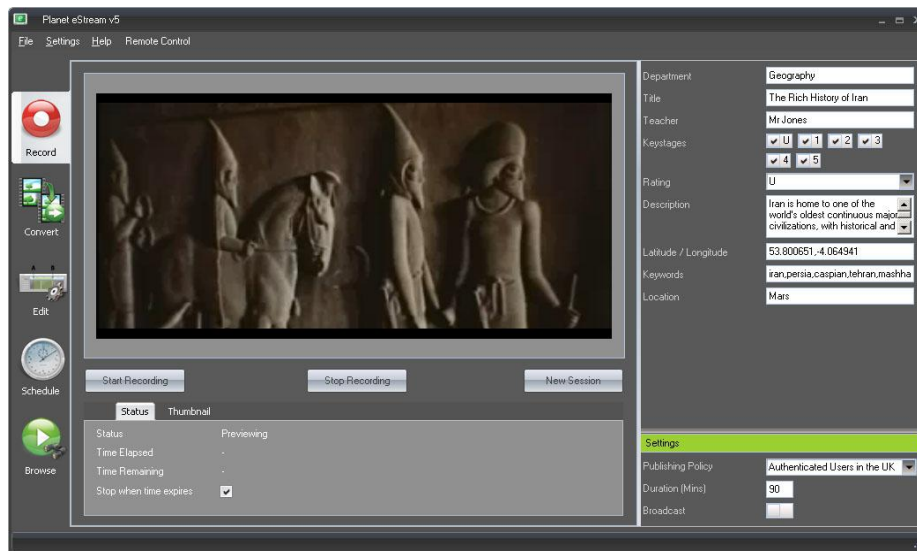 Planet eStream v5
File Settings Help Remote Control
Record
Convert
A B
Edit
Schedule
Browse
Start Recording Stop Recording New Session
Status Thumbnail
Status Previewing
Time Elapsed -
Time Remaining -
Stop when time expires
Department Geography
Title The Rich History of Iran
Teacher Mr Jones
Keystages U 1 2 3
4 5
Rating U
Description Iran is home to one of the
world's oldest continuous major
civilizations, with historical and
Latitude / Longitude 53.800651,-4.064941
Keywords iran,persia,caspian,tehran,mashha
Location Mars
Settings
Publishing Policy Authenticated Users in the UK
Duration (Mins) 90
Broadcast